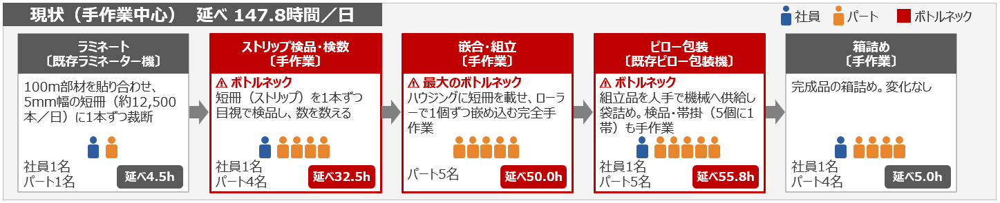 現状（手作業中心） 延べ 147.8時間／日
社員
パート
ボトルネック
ラミネート
〔既存ラミネーター機〕
100m部材を貼り合わせ、
5mm幅の短冊（約12,500
本／日）に1本ずつ裁断
社員1名
パート1名
延べ4.5h
ストリップ検品・検数
〔手作業〕
⚠ ボトルネック
短冊（ストリップ）を1本ずつ
目視で検品し、数を数える
社員1名
パート4名
延べ32.5h
嵌合・組立
〔手作業〕
⚠ 最大のボトルネック
ハウジングに短冊を載せ、ローラ
ーで1個ずつ嵌め込む完全手
作業
パート5名
延べ50.0h
ピロー包装
〔既存ピロー包装機〕
⚠ ボトルネック
組立品を人手で機械へ供給し
袋詰め。検品・帯掛（5個に1
帯）も手作業
社員1名
パート5名
延べ55.8h
箱詰め
〔手作業〕
完成品の箱詰め。変化なし
社員1名
パート4名
延べ5.0h